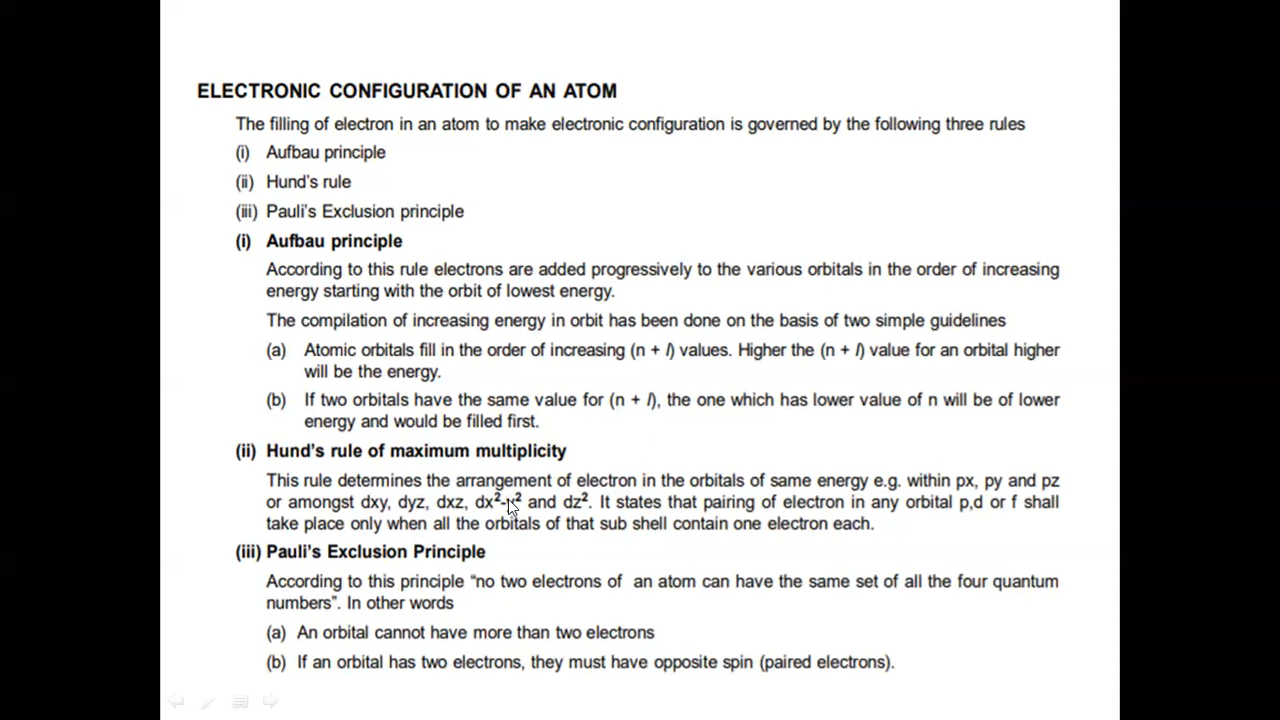 ELECTRONIC CONFIGURATION OF AN ATOM
The filling of electron in an atom to make electronic configuration is governed by the following three rules
(i) Aufbau principle
(ii) Hund's rule
(iii) Pauli's Exclusion principle
(i) Aufbau principle
According to this rule electrons are added progressively to the various orbitals in the order of increasing
energy starting with the orbit of lowest energy.
The compilation of increasing energy in orbit has been done on the basis of two simple guidelines
(a) Atomic orbitals fill in the order of increasing (n + l) values. Higher the (n + l) value for an orbital higher
will be the energy.
(b) If two orbitals have the same value for (n + l), the one which has lower value of n will be of lower
energy and would be filled first.
(ii) Hund's rule of maximum multiplicity
This rule determines the arrangement of electron in the orbitals of same energy e.g. within px, py and pz
or amongst dxy, dyz, dxz, dx²-² and dz². It states that pairing of electron in any orbital p,d or f shall
take place only when all the orbitals of that sub shell contain one electron each.
(iii) Pauli's Exclusion Principle
According to this principle “no two electrons of an atom can have the same set of all the four quantum
numbers”. In other words
(a) An orbital cannot have more than two electrons
(b) If an orbital has two electrons, they must have opposite spin (paired electrons).